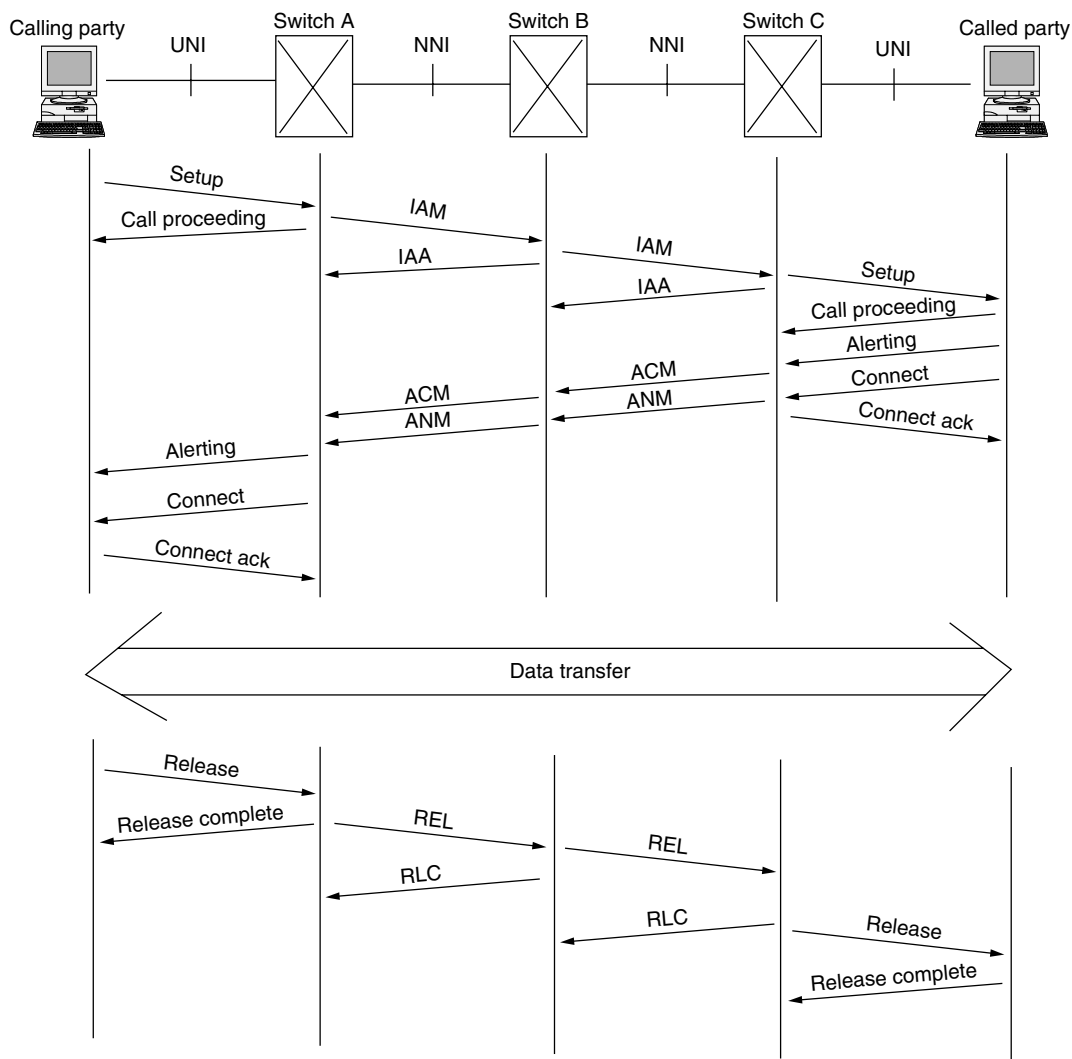 Calling party
UNI
Switch A
NNI
Switch B
NNI
Switch C
UNI
Called party
Setup
Call proceeding
IAM
IAA
IAM
IAA
Setup
Call proceeding
Alerting
ACM
ACM
Connect
ANM
ANM
Connect ack
Alerting
Connect
Connect ack
Data transfer
Release
Release complete
REL
REL
RLC
RLC
Release
Release complete